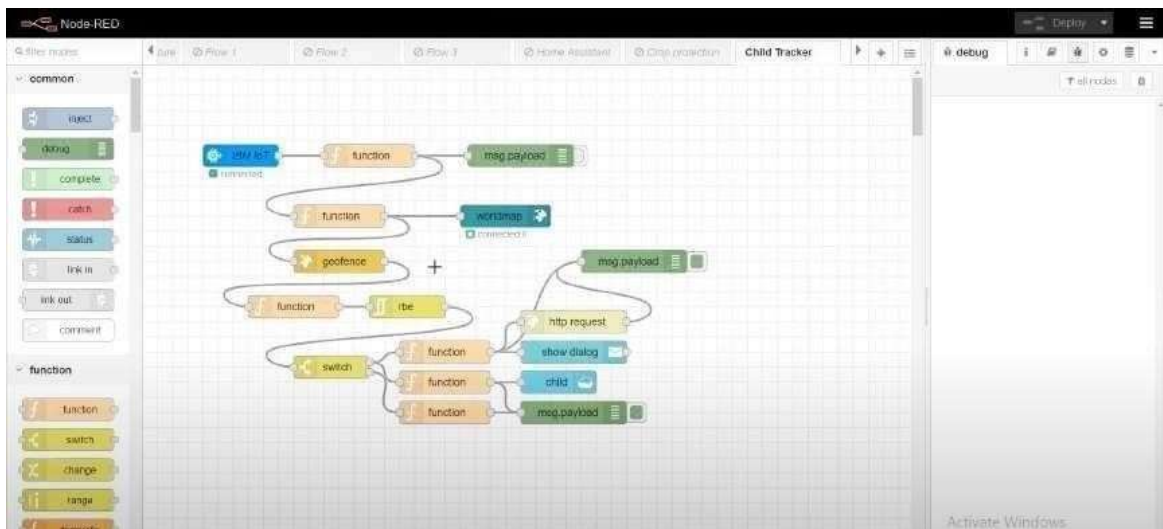 Node-RED
Deploy
filter nodes
Flow 1
Flow 2
Flow 3
Home Assistant
Crop protection
Child Tracker
debug
i
all nodes
common
inject
debug
complete
catch
status
link in
link out
comment
function
function
switch
change
range
IBM IoT
connected
function
msg.payload
function
worldmap
connected
geofence
msg.payload
function
rbe
http request
switch
function
show dialog
function
child
function
msg.payload
Activate Windows